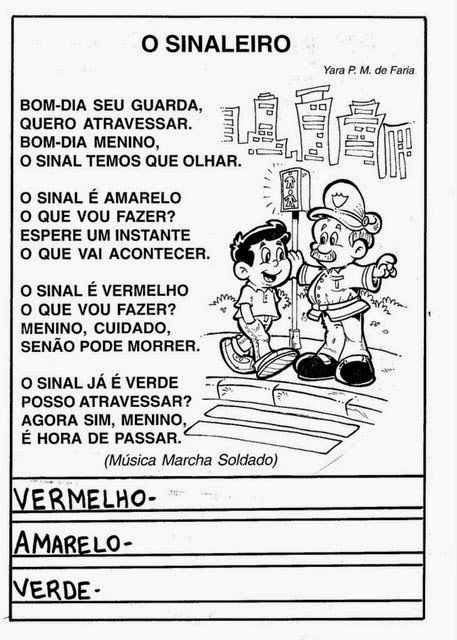 O SINALEIRO
Yara P. M. de Faria
BOM-DIA SEU GUARDA,
QUERO ATRAVESSAR.
BOM-DIA MENINO,
O SINAL TEMOS QUE OLHAR.
O SINAL É AMARELO
O QUE VOU FAZER?
ESPERE UM INSTANTE
O QUE VAI ACONTECER.
O SINAL É VERMELHO
O QUE VOU FAZER?
MENINO, CUIDADO,
SENÃO PODE MORRER.
O SINAL JÁ É VERDE
POSSO ATRAVESSAR?
AGORA SIM, MENINO,
É HORA DE PASSAR.
(Música Marcha Soldado)
T
VERMELHO-
AMARELO-
VERDE-